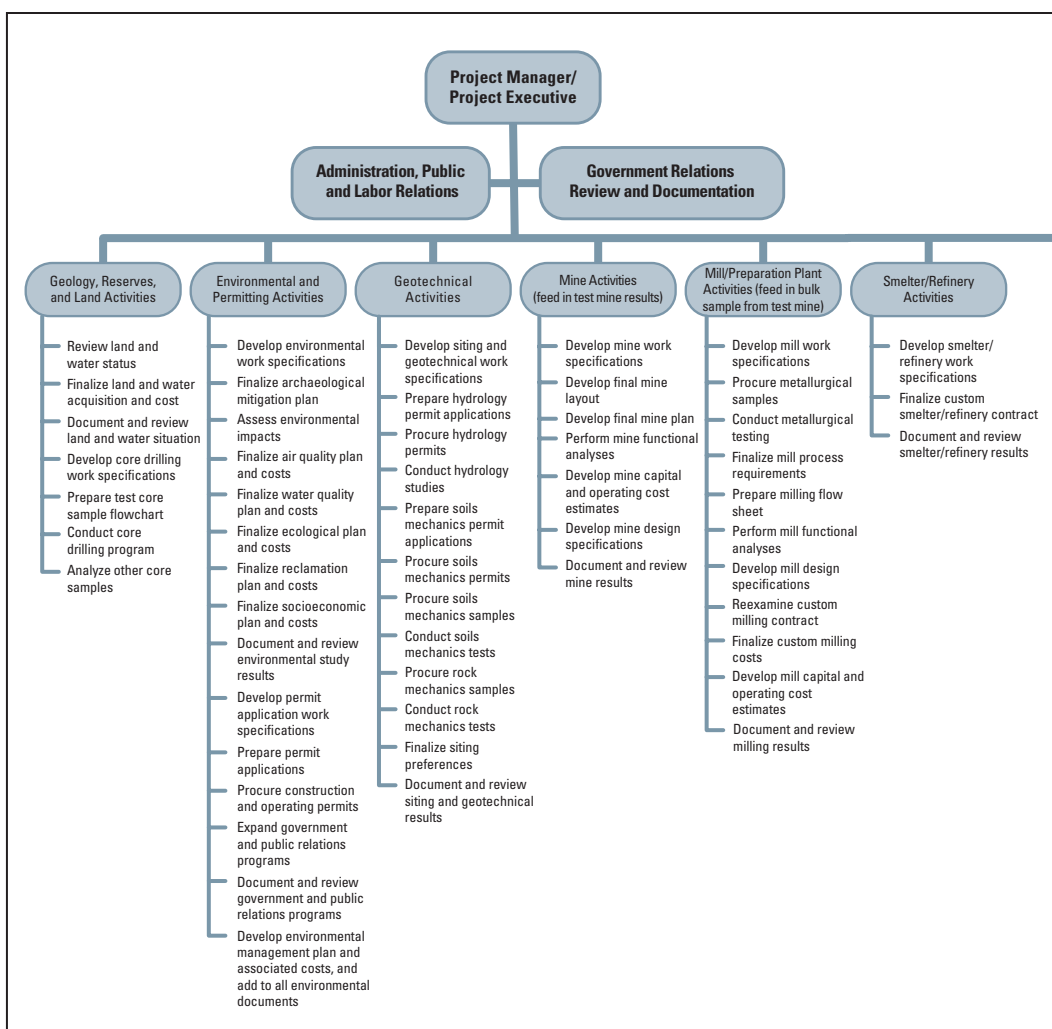 Project Manager/
Project Executive
Administration, Public
and Labor Relations
Government Relations
Review and Documentation
Geology, Reserves,
and Land Activities
Review land and
water status
Finalize land and water
acquisition and cost
Document and review
land and water situation
Develop core drilling
work specifications
Prepare test core
sample flowchart
Conduct core
drilling program
Analyze other core
samples
Environmental and
Permitting Activities
Develop environmental
work specifications
Finalize archaeological
mitigation plan
Assess environmental
impacts
Finalize air quality plan
and costs
Finalize water quality
plan and costs
Finalize ecological plan
and costs
Finalize reclamation
plan and costs
Finalize socioeconomic
plan and costs
Document and review
environmental study
results
Develop permit
application work
specifications
Prepare permit
applications
Procure construction
and operating permits
Expand government
and public relations
programs
Document and review
government and public
relations programs
Develop environmental
management plan and
associated costs, and
add to all environmental
documents
Geotechnical
Activities
Develop siting and
geotechnical work
specifications
Prepare hydrology
permit applications
Procure hydrology
permits
Conduct hydrology
studies
Prepare soils
mechanics permit
applications
Procure soils
mechanics permits
Procure soils
mechanics samples
Conduct soils
mechanics tests
Procure rock
mechanics samples
Conduct rock
mechanics tests
Finalize siting
preferences
Document and review
siting and geotechnical
results
Mine Activities
(feed in test mine results)
Develop mine work
specifications
Develop final mine
layout
Develop final mine plan
Perform mine functional
analyses
Develop mine capital
and operating cost
estimates
Develop mine design
specifications
Document and review
mine results
Mill/Preparation Plant
Activities (feed in bulk
sample from test mine)
Develop mill work
specifications
Procure metallurgical
samples
Conduct metallurgical
testing
Finalize mill process
requirements
Prepare milling flow
sheet
Perform mill functional
analyses
Develop mill design
specifications
Reexamine custom
milling contract
Finalize custom milling
costs
Develop mill capital and
operating cost
estimates
Document and review
milling results
Smelter/Refinery
Activities
Develop smelter/
refinery work
specifications
Finalize custom
smelter/refinery contract
Document and review
smelter/refinery results